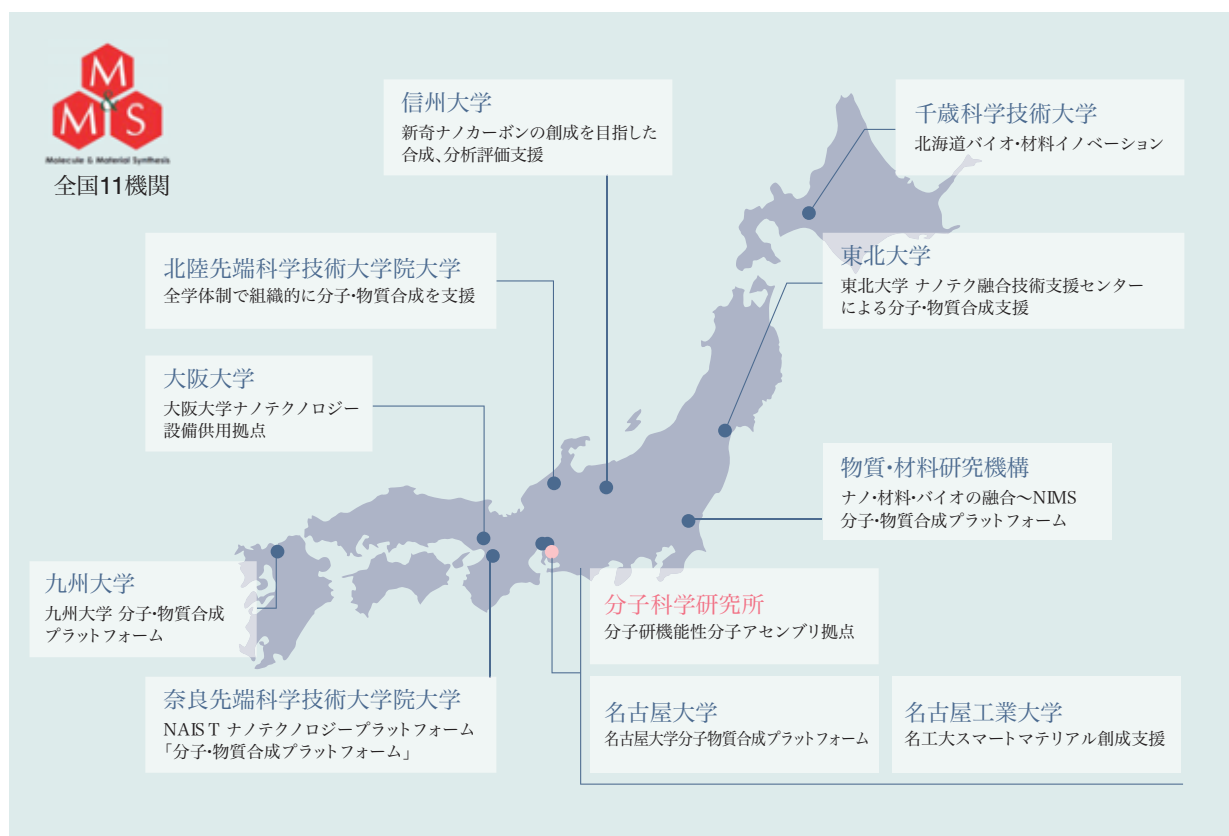 M
&
M S
Molecule & Material Synthesis
全国11機関
信州大学
新奇ナノカーボンの創成を目指した
合成、分析評価支援
千歳科学技術大学
北海道バイオ・材料イノベーション
北陸先端科学技術大学院大学
全学体制で組織的に分子・物質合成を支援
東北大学
東北大学 ナノテク融合技術支援センター
による分子・物質合成支援
大阪大学
大阪大学ナノテクノロジー
設備供用拠点
物質・材料研究機構
ナノ・材料・バイオの融合〜NIMS
分子・物質合成プラットフォーム
九州大学
九州大学 分子・物質合成
プラットフォーム
分子科学研究所
分子研機能性分子アセンブリ拠点
奈良先端科学技術大学院大学
NAIST ナノテクノロジープラットフォーム
「分子・物質合成プラットフォーム」
名古屋大学
名古屋大学分子物質合成プラットフォーム
名古屋工業大学
名工大スマートマテリアル創成支援